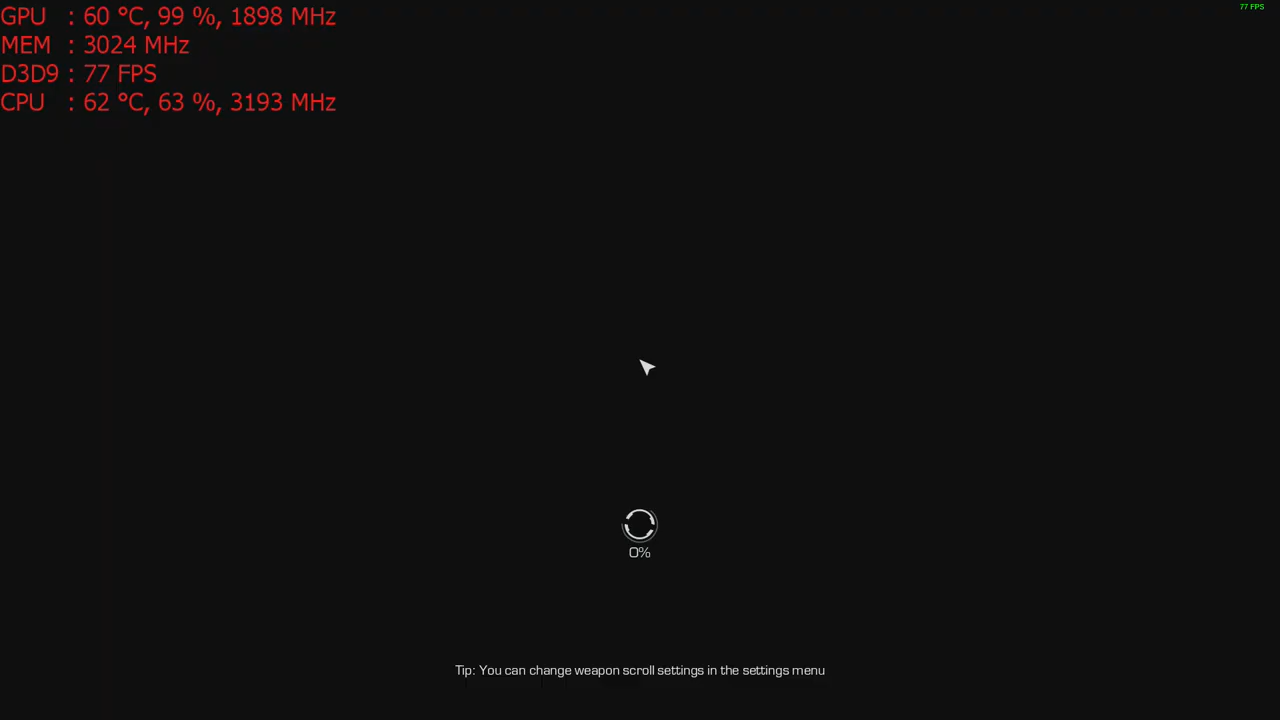 GPU : 60 °C, 99 %, 1898 MHz
77 FPS
MEM : 3024 MHz
D3D9 : 77 FPS
CPU : 62 °C, 63 %, 3193 MHz
0%
Tip: You can change weapon scroll settings in the settings menu